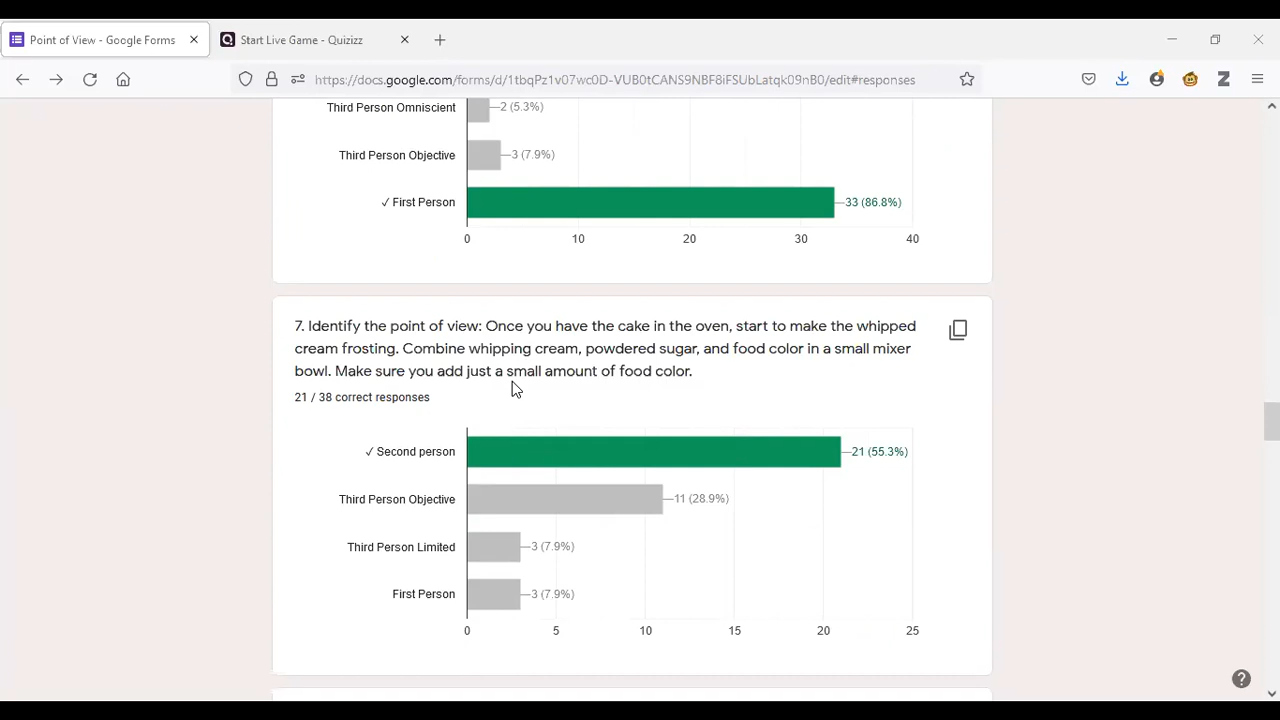 Point of View - Google Forms
Start Live Game - Quizizz
https://docs.google.com/forms/d/1tbqPz1v07wc0D-VUB0tCANS9NBF8iFSUbLatqk09nB0/edit#responses
Third Person Omniscient 2 (5.3%)
Third Person Objective 3 (7.9%)
✓ First Person 33 (86.8%)
0 10 20 30 40
7. Identify the point of view: Once you have the cake in the oven, start to make the whipped
cream frosting. Combine whipping cream, powdered sugar, and food color in a small mixer
bowl. Make sure you add just a small amount of food color.
21 / 38 correct responses
✓ Second person 21 (55.3%)
Third Person Objective 11 (28.9%)
Third Person Limited 3 (7.9%)
First Person 3 (7.9%)
0 5 10 15 20 25